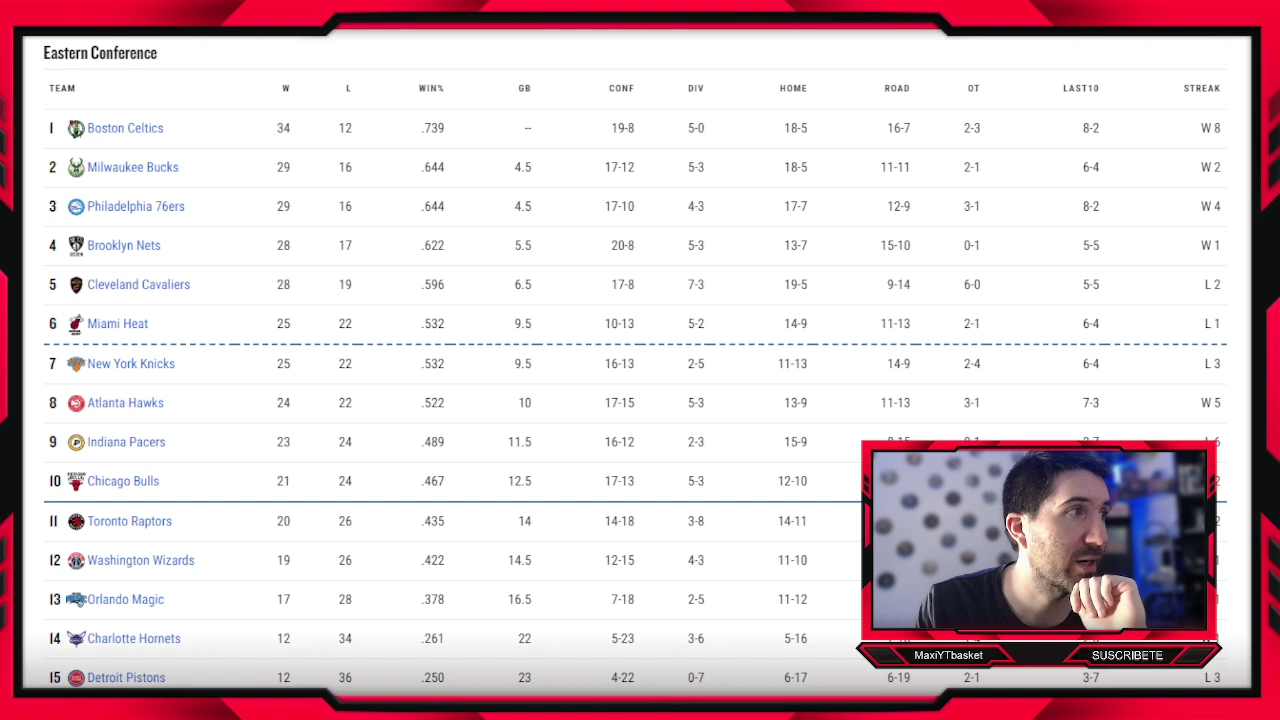 Eastern Conference
TEAM W L WIN% GB CONF DIV HOME ROAD OT LAST10 STREAK
1 Boston Celtics 34 12 .739 -- 19-8 5-0 18-5 16-7 2-3 8-2 W 8
2 Milwaukee Bucks 29 16 .644 4.5 17-12 5-3 18-5 11-11 2-1 6-4 W 2
3 Philadelphia 76ers 29 16 .644 4.5 17-10 4-3 17-7 12-9 3-1 8-2 W 4
4 Brooklyn Nets 28 17 .622 5.5 20-8 5-3 13-7 15-10 0-1 5-5 W 1
5 Cleveland Cavaliers 28 19 .596 6.5 17-8 7-3 19-5 9-14 6-0 5-5 L 2
6 Miami Heat 25 22 .532 9.5 10-13 5-2 14-9 11-13 2-1 6-4 L 1
7 New York Knicks 25 22 .532 9.5 16-13 2-5 11-13 14-9 2-4 6-4 L 3
8 Atlanta Hawks 24 22 .522 10 17-15 5-3 13-9 11-13 3-1 7-3 W 5
9 Indiana Pacers 23 24 .489 11.5 16-12 2-3 15-9
10 Chicago Bulls 21 24 .467 12.5 17-13 5-3 12-10
11 Toronto Raptors 20 26 .435 14 14-18 3-8 14-11
12 Washington Wizards 19 26 .422 14.5 12-15 4-3 11-10
13 Orlando Magic 17 28 .378 16.5 7-18 2-5 11-12
14 Charlotte Hornets 12 34 .261 22 5-23 3-6 5-16
MaxiYTbasket SUSCRIBETE
15 Detroit Pistons 12 36 .250 23 4-22 0-7 6-17 6-19 2-1 3-7 L 3